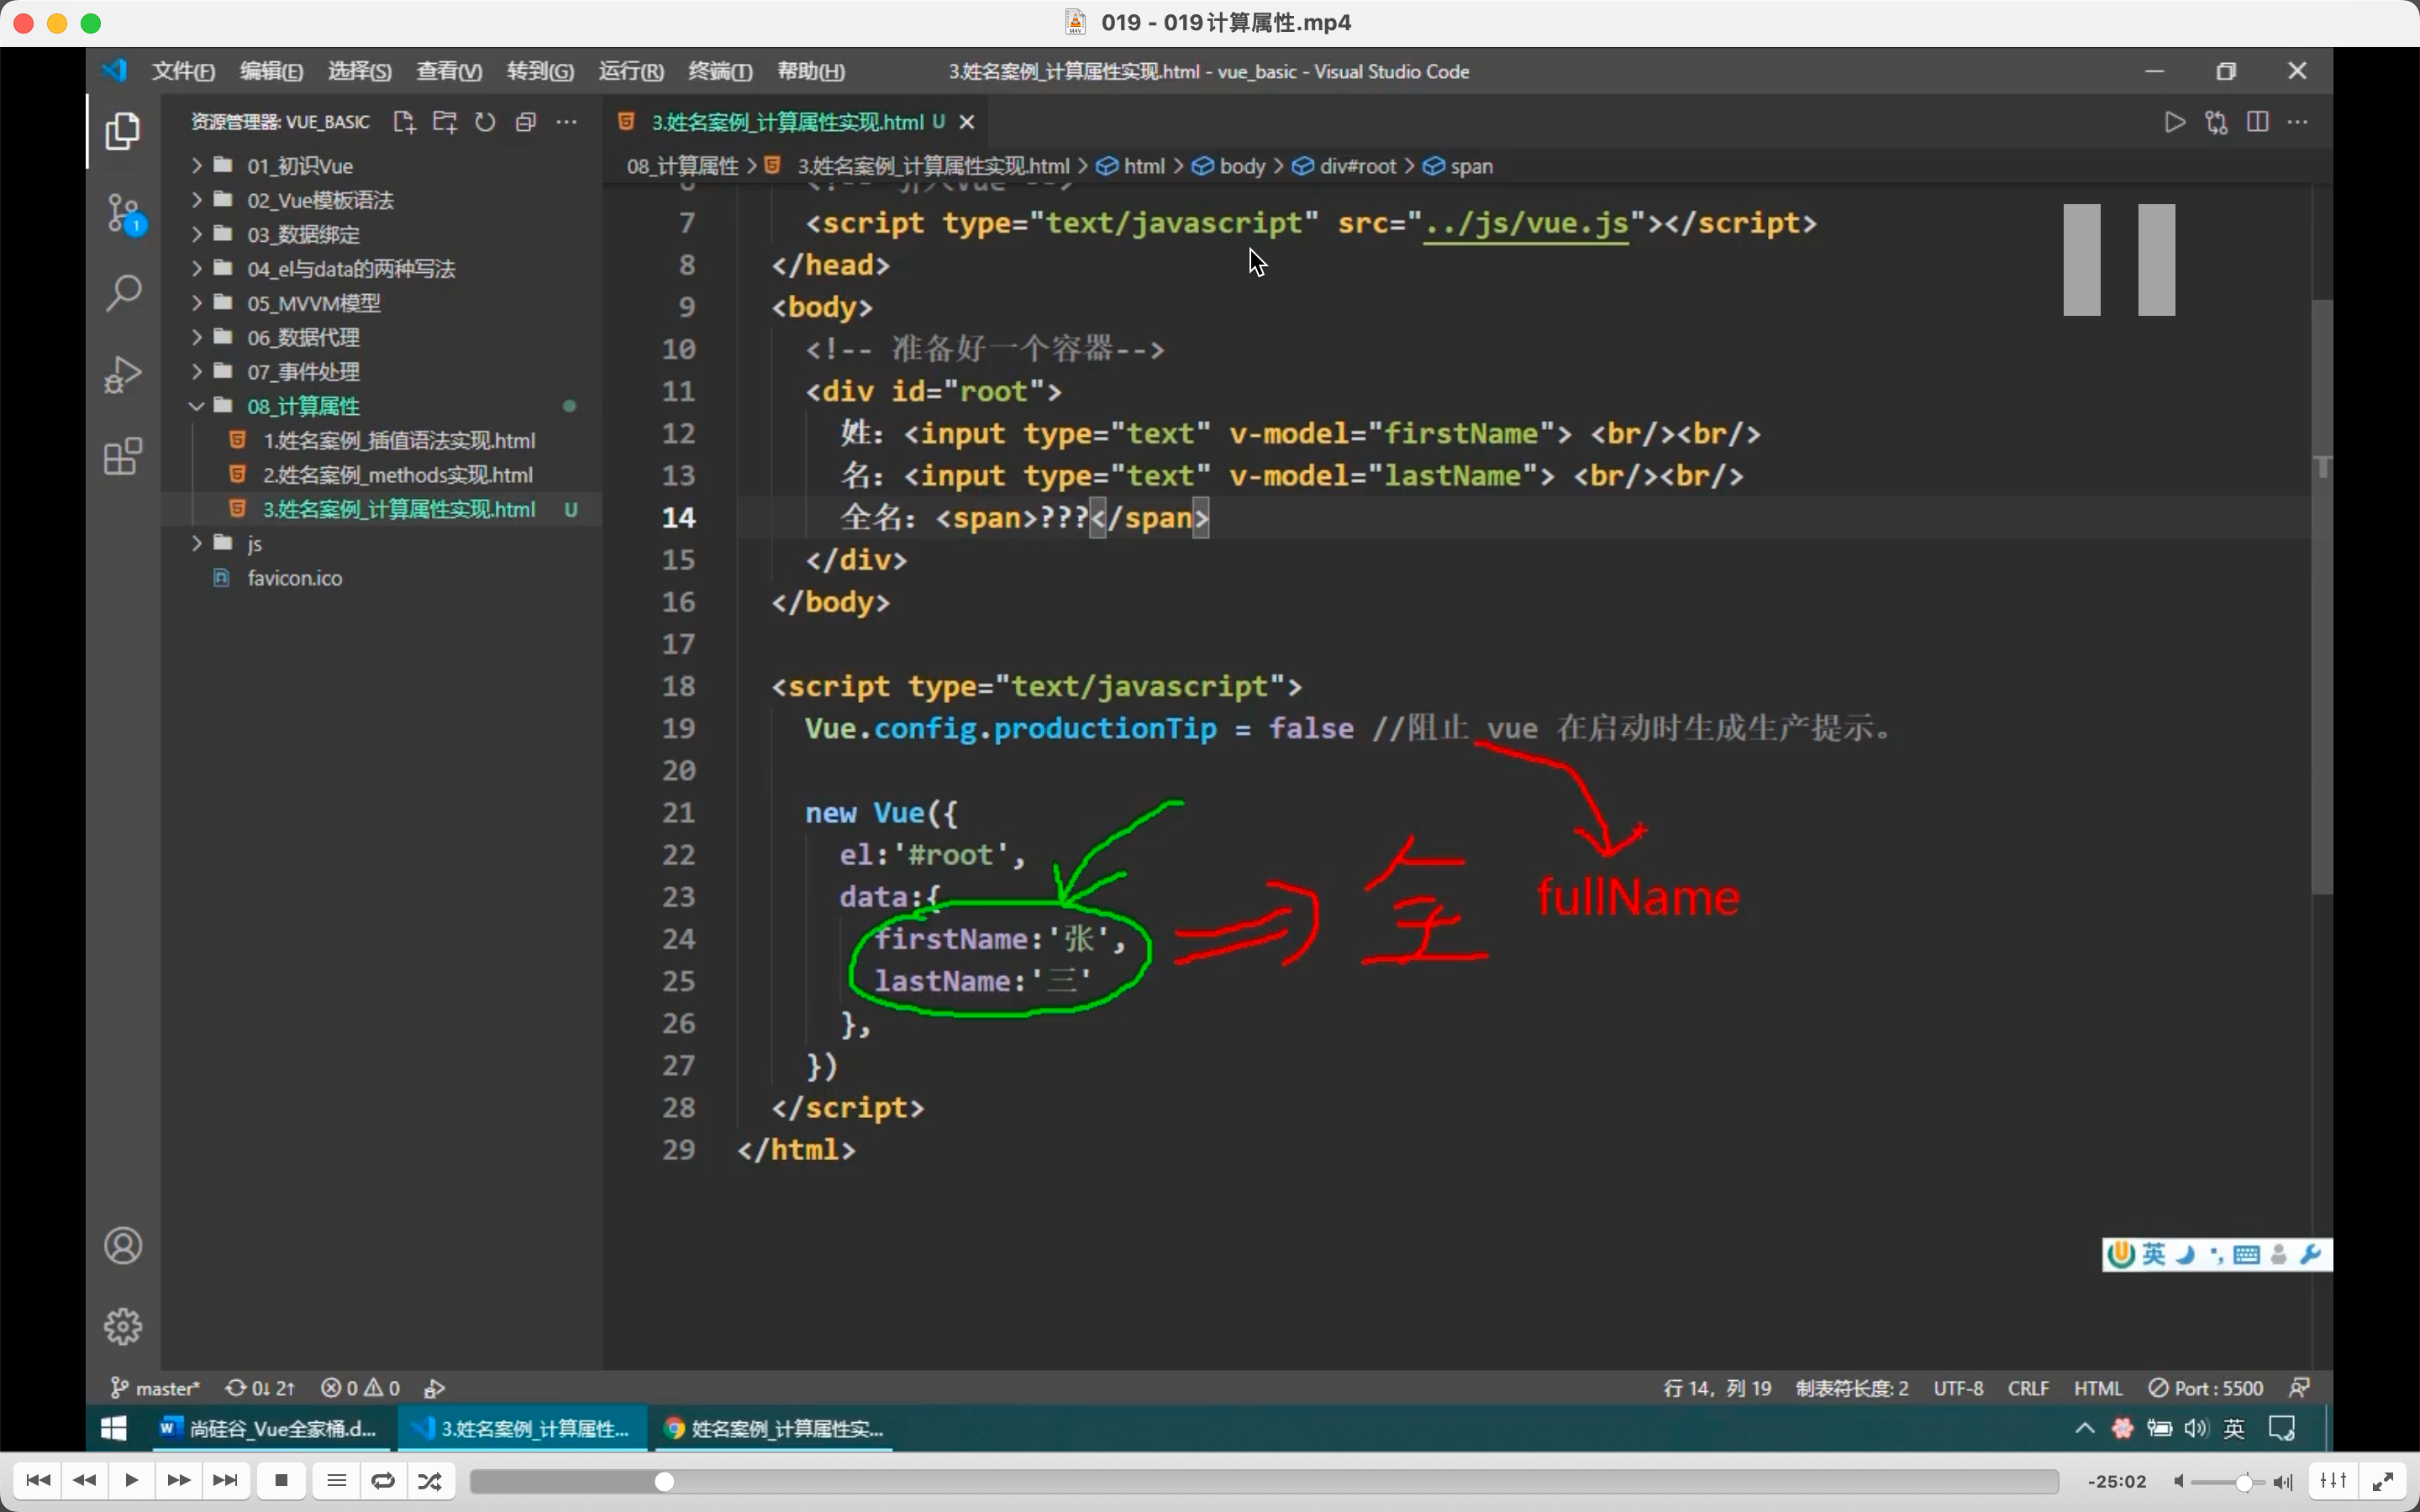 019 - 019计算属性.mp4
文件(F) 编辑(E) 选择(S) 查看(V) 转到(G) 运行(R) 终端(T) 帮助(H)
3.姓名案例_计算属性实现.html - vue_basic - Visual Studio Code
资源管理器: VUE_BASIC
01_初识Vue
02_Vue模板语法
03_数据绑定
04_el与data的两种写法
05_MVVM模型
06_数据代理
07_事件处理
08_计算属性
1.姓名案例_插值语法实现.html
2.姓名案例_methods实现.html
3.姓名案例_计算属性实现.html U
js
favicon.ico
1
3.姓名案例_计算属性实现.html U
08_计算属性 > 3.姓名案例_计算属性实现.html > html > body > div#root > span
6 <!-- 引入Vue -->
7 <script type="text/javascript" src="../js/vue.js"></script>
8 </head>
9 <body>
10 <!-- 准备好一个容器-->
11 <div id="root">
12 姓：<input type="text" v-model="firstName"> <br/><br/>
13 名：<input type="text" v-model="lastName"> <br/><br/>
14 全名：<span>???</span>
15 </div>
16 </body>
17
18 <script type="text/javascript">
19 Vue.config.productionTip = false //阻止 vue 在启动时生成生产提示。
20
21 new Vue({
22 el:'#root',
23 data:{
24 firstName:'张',
25 lastName:'三'
26 },
27 })
28 </script>
29 </html>
全
fullName
英
master* 0↓ 2↑ 0 0
行 14，列 19 制表符长度: 2 UTF-8 CRLF HTML Port : 5500
尚硅谷_Vue全家桶.d...
3.姓名案例_计算属性...
姓名案例_计算属性实...
英
-25:02